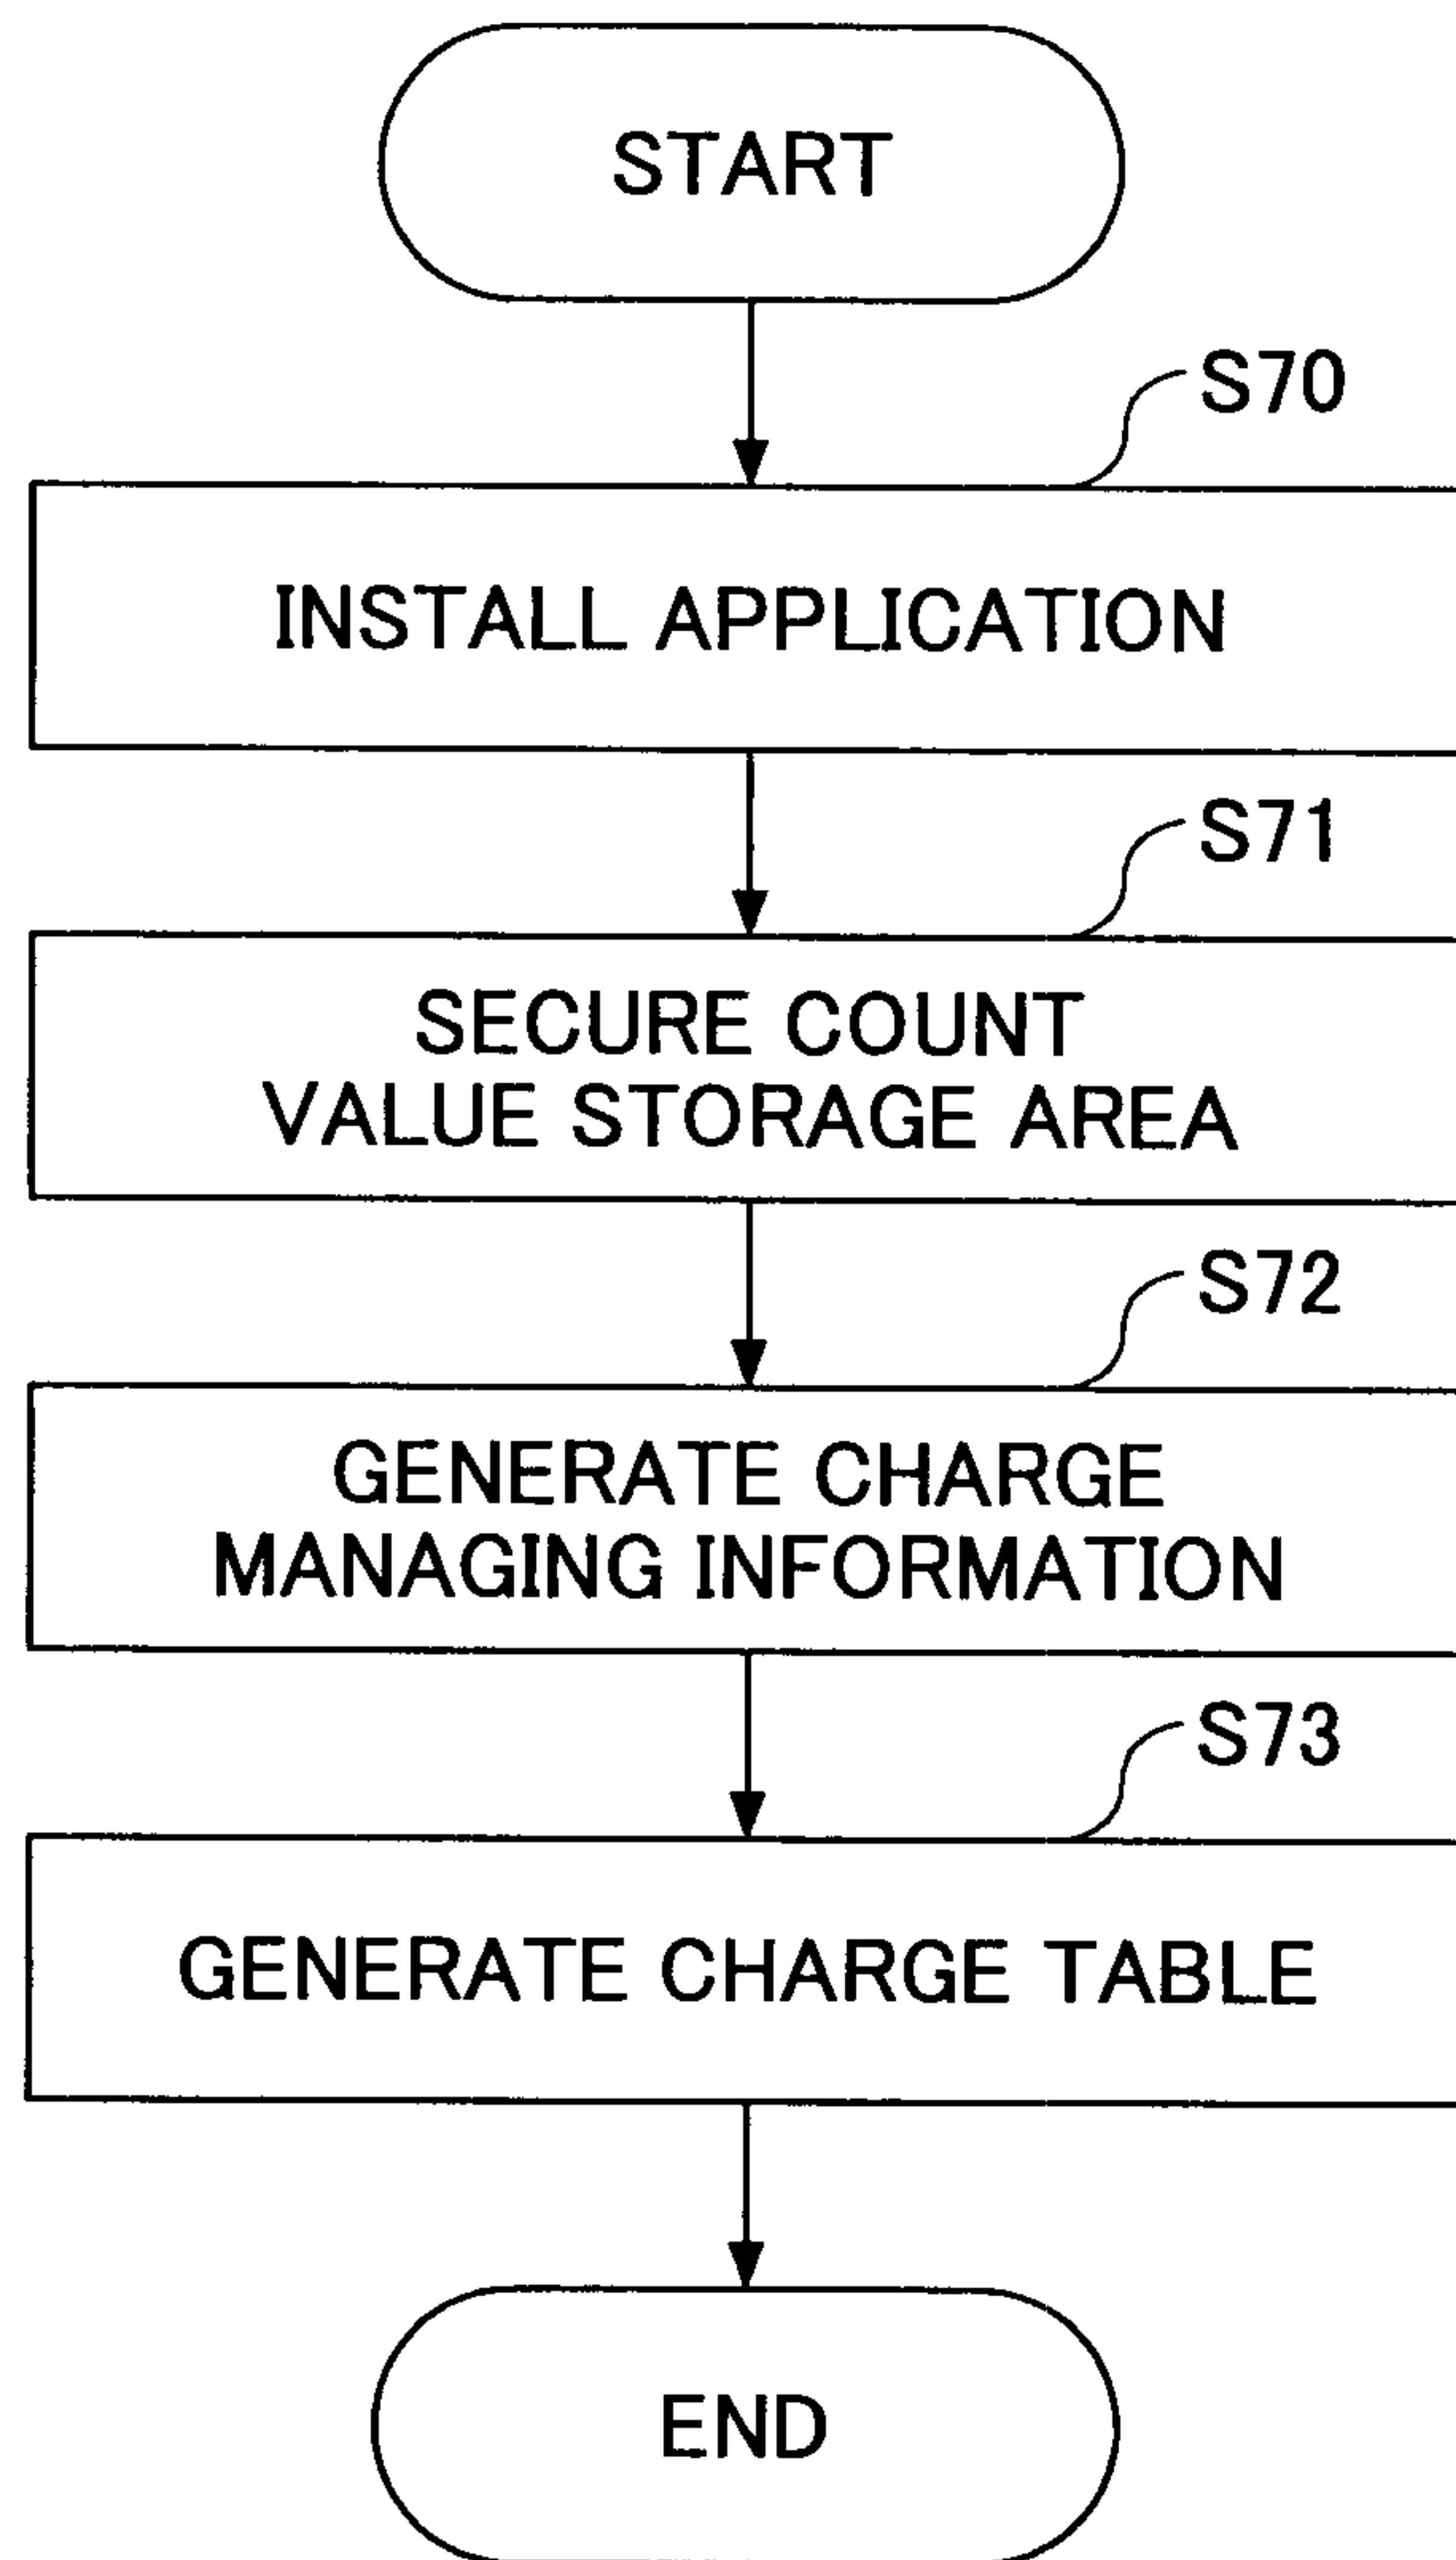 START
S70
INSTALL APPLICATION
S71
SECURE COUNT
VALUE STORAGE AREA
S72
GENERATE CHARGE
MANAGING INFORMATION
S73
GENERATE CHARGE TABLE
END